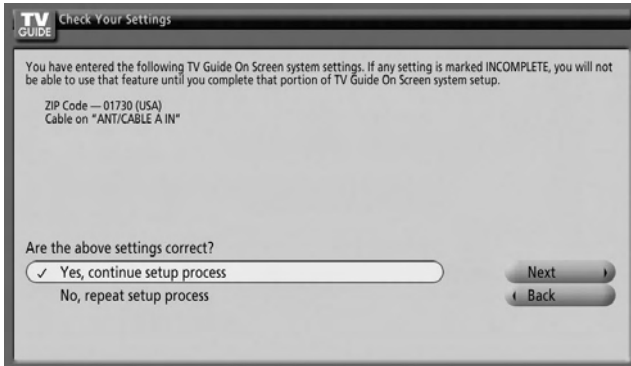 TV
GUIDE
Check Your Settings
You have entered the following TV Guide On Screen system settings. If any setting is marked INCOMPLETE, you will not
be able to use that feature until you complete that portion of TV Guide On Screen system setup.
ZIP Code — 01730 (USA)
Cable on "ANT/CABLE A IN"
Are the above settings correct?
✓ Yes, continue setup process
No, repeat setup process
Next
Back